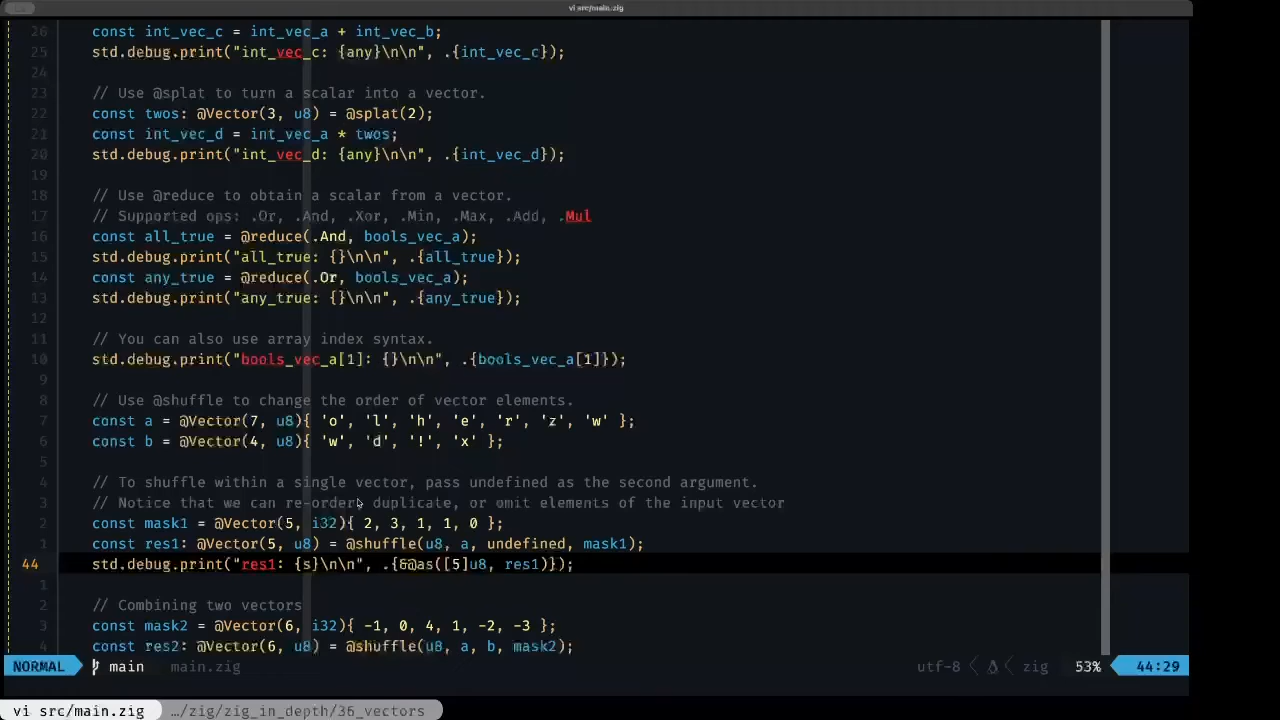 vi src/main.zig
26 const int_vec_c = int_vec_a + int_vec_b;
25 std.debug.print("int_vec_c: {any}\n\n", .{int_vec_c});
24
23 // Use @splat to turn a scalar into a vector.
22 const twos: @Vector(3, u8) = @splat(2);
21 const int_vec_d = int_vec_a * twos;
20 std.debug.print("int_vec_d: {any}\n\n", .{int_vec_d});
19
18 // Use @reduce to obtain a scalar from a vector.
17 // Supported ops: .Or, .And, .Xor, .Min, .Max, .Add, .Mul
16 const all_true = @reduce(.And, bools_vec_a);
15 std.debug.print("all_true: {}\n\n", .{all_true});
14 const any_true = @reduce(.Or, bools_vec_a);
13 std.debug.print("any_true: {}\n\n", .{any_true});
12
11 // You can also use array index syntax.
10 std.debug.print("bools_vec_a[1]: {}\n\n", .{bools_vec_a[1]});
9
8 // Use @shuffle to change the order of vector elements.
7 const a = @Vector(7, u8){ 'o', 'l', 'h', 'e', 'r', 'z', 'w' };
6 const b = @Vector(4, u8){ 'w', 'd', '!', 'x' };
5
4 // To shuffle within a single vector, pass undefined as the second argument.
3 // Notice that we can re-order, duplicate, or omit elements of the input vector
2 const mask1 = @Vector(5, i32){ 2, 3, 1, 1, 0 };
1 const res1: @Vector(5, u8) = @shuffle(u8, a, undefined, mask1);
44 std.debug.print("res1: {s}\n\n", .{&@as([5]u8, res1)});
1
2 // Combining two vectors
3 const mask2 = @Vector(6, i32){ -1, 0, 4, 1, -2, -3 };
4 const res2: @Vector(6, u8) = @shuffle(u8, a, b, mask2);
NORMAL main main.zig utf-8 zig 53% 44:29
vi src/main.zig …/zig/zig_in_depth/36_vectors